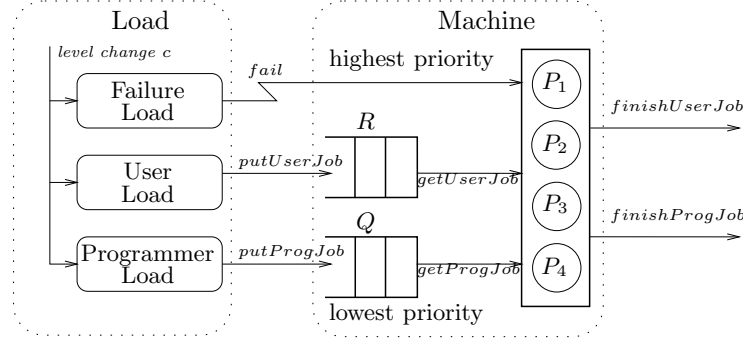 Load
Machine
level change c
fail
highest priority
Failure
Load
P1
finishUserJob
R
P2
User
Load
putUserJob
getUserJob
P3
finishProgJob
Q
Programmer
Load
putProgJob
getProgJob
P4
lowest priority